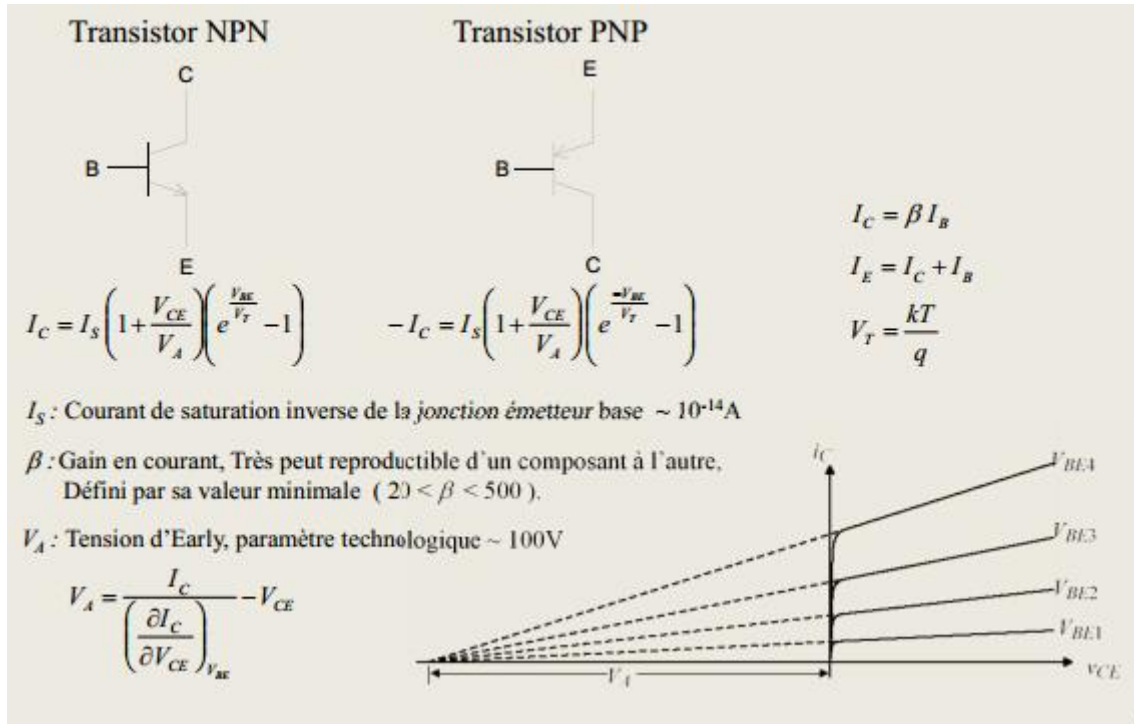 Transistor NPN
Transistor PNP
C
B
E
E
B
C
I_C = I_S (1 + V_CE / V_A) (e^(V_BE / V_T) - 1)
-I_C = I_S (1 + V_CE / V_A) (e^(-V_BE / V_T) - 1)
I_C = β I_B
I_E = I_C + I_B
V_T = kT / q
I_S : Courant de saturation inverse de la jonction émetteur base ~ 10^-14 A
β : Gain en courant, Très peut reproductible d'un composant à l'autre,
Défini par sa valeur minimale ( 20 < β < 500 ).
V_A : Tension d'Early, paramètre technologique ~ 100V
V_A = I_C / (∂I_C / ∂V_CE)_V_BE - V_CE
i_C
V_BE4
V_BE3
V_BE2
V_BE1
V_A
v_CE